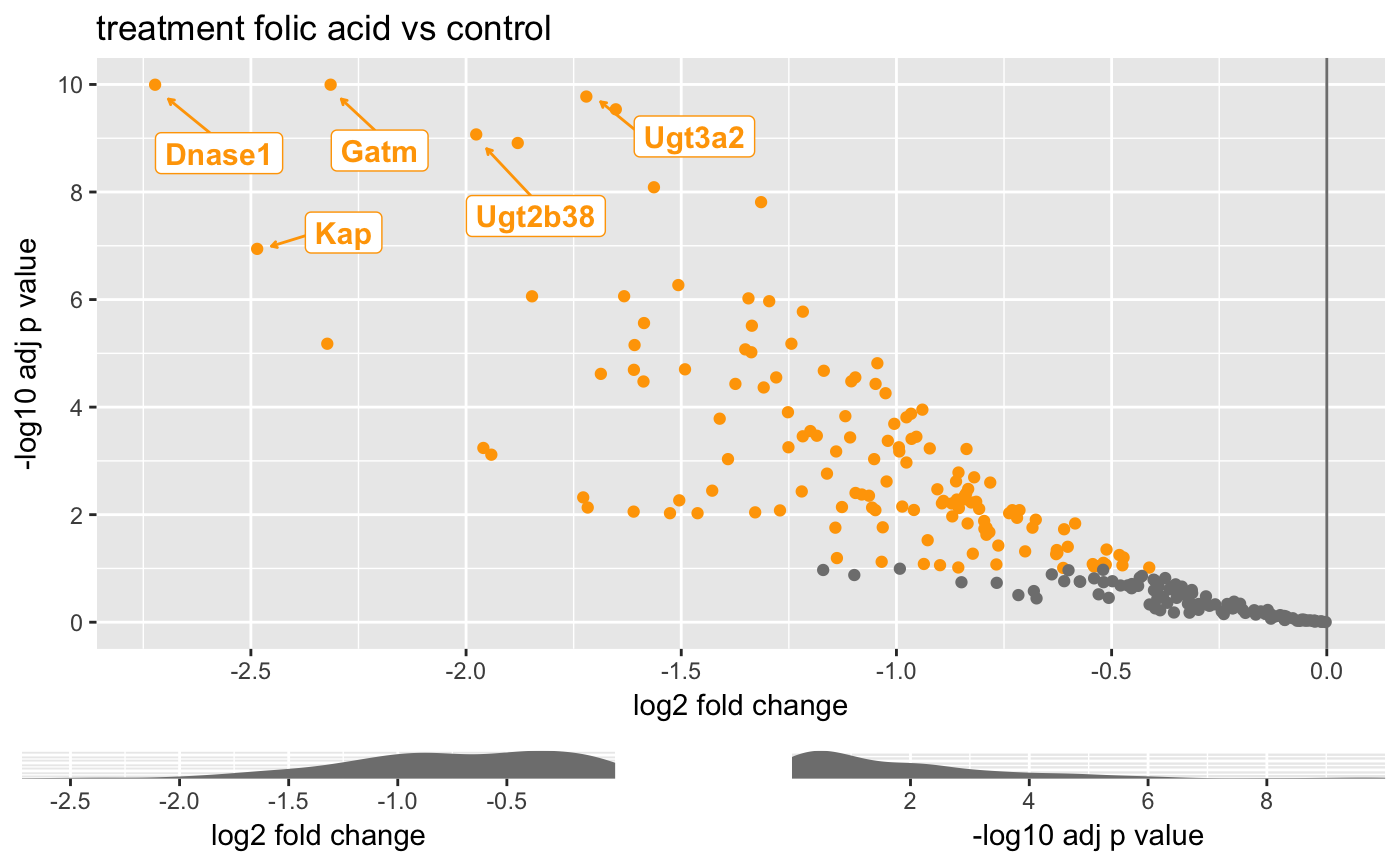 treatment folic acid vs control
-log10 adj p value
10
8
6
4
2
0
Dnase1
Gatm
Ugt3a2
Ugt2b38
Kap
-2.5 -2.0 -1.5 -1.0 -0.5 0.0
log2 fold change
-2.5 -2.0 -1.5 -1.0 -0.5
log2 fold change
2 4 6 8
-log10 adj p value